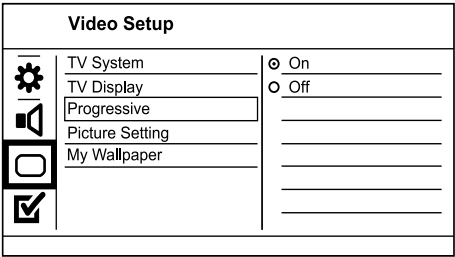 Video Setup
TV System
TV Display
Progressive
Picture Setting
My Wallpaper
On
Off